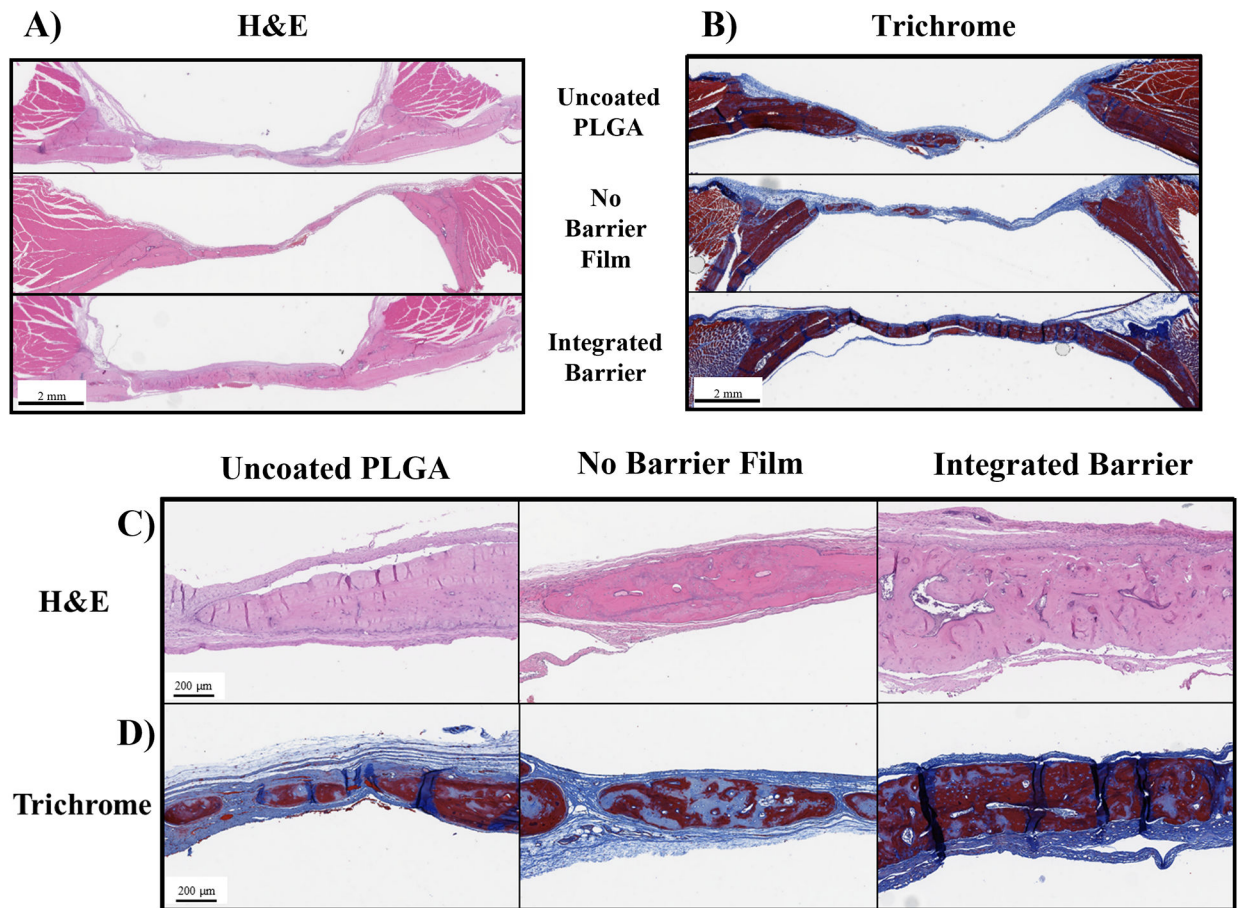 A)
H&E
B)
Trichrome
Uncoated
PLGA
No
Barrier
Film
Integrated
Barrier
2 mm
2 mm
Uncoated PLGA
No Barrier Film
Integrated Barrier
C)
H&E
200 μm
D)
Trichrome
200 μm